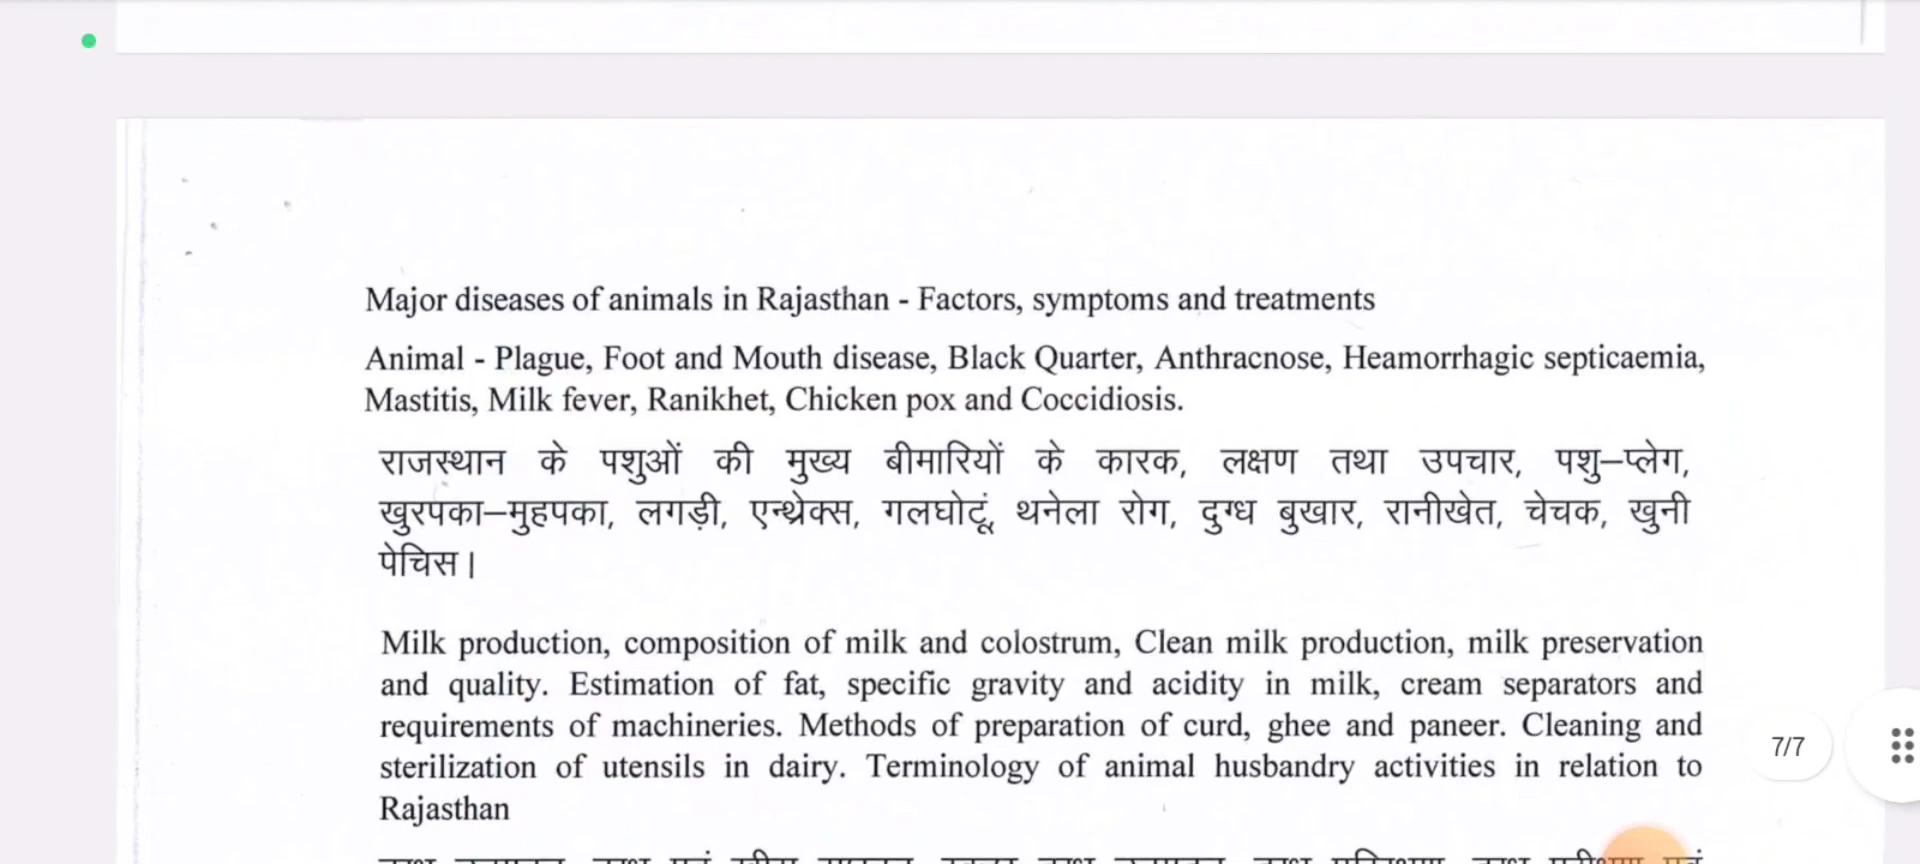 Major diseases of animals in Rajasthan - Factors, symptoms and treatments
Animal - Plague, Foot and Mouth disease, Black Quarter, Anthracnose, Heamorrhagic septicaemia,
Mastitis, Milk fever, Ranikhet, Chicken pox and Coccidiosis.
राजस्थान के पशुओं की मुख्य बीमारियों के कारक, लक्षण तथा उपचार, पशु–प्लेग,
खुरपका–मुहपका, लगड़ी, एन्थ्रेक्स, गलघोटूं, थनेला रोग, दुग्ध बुखार, रानीखेत, चेचक, खुनी
पेचिस।
Milk production, composition of milk and colostrum, Clean milk production, milk preservation
and quality. Estimation of fat, specific gravity and acidity in milk, cream separators and
requirements of machineries. Methods of preparation of curd, ghee and paneer. Cleaning and
sterilization of utensils in dairy. Terminology of animal husbandry activities in relation to
Rajasthan
7/7